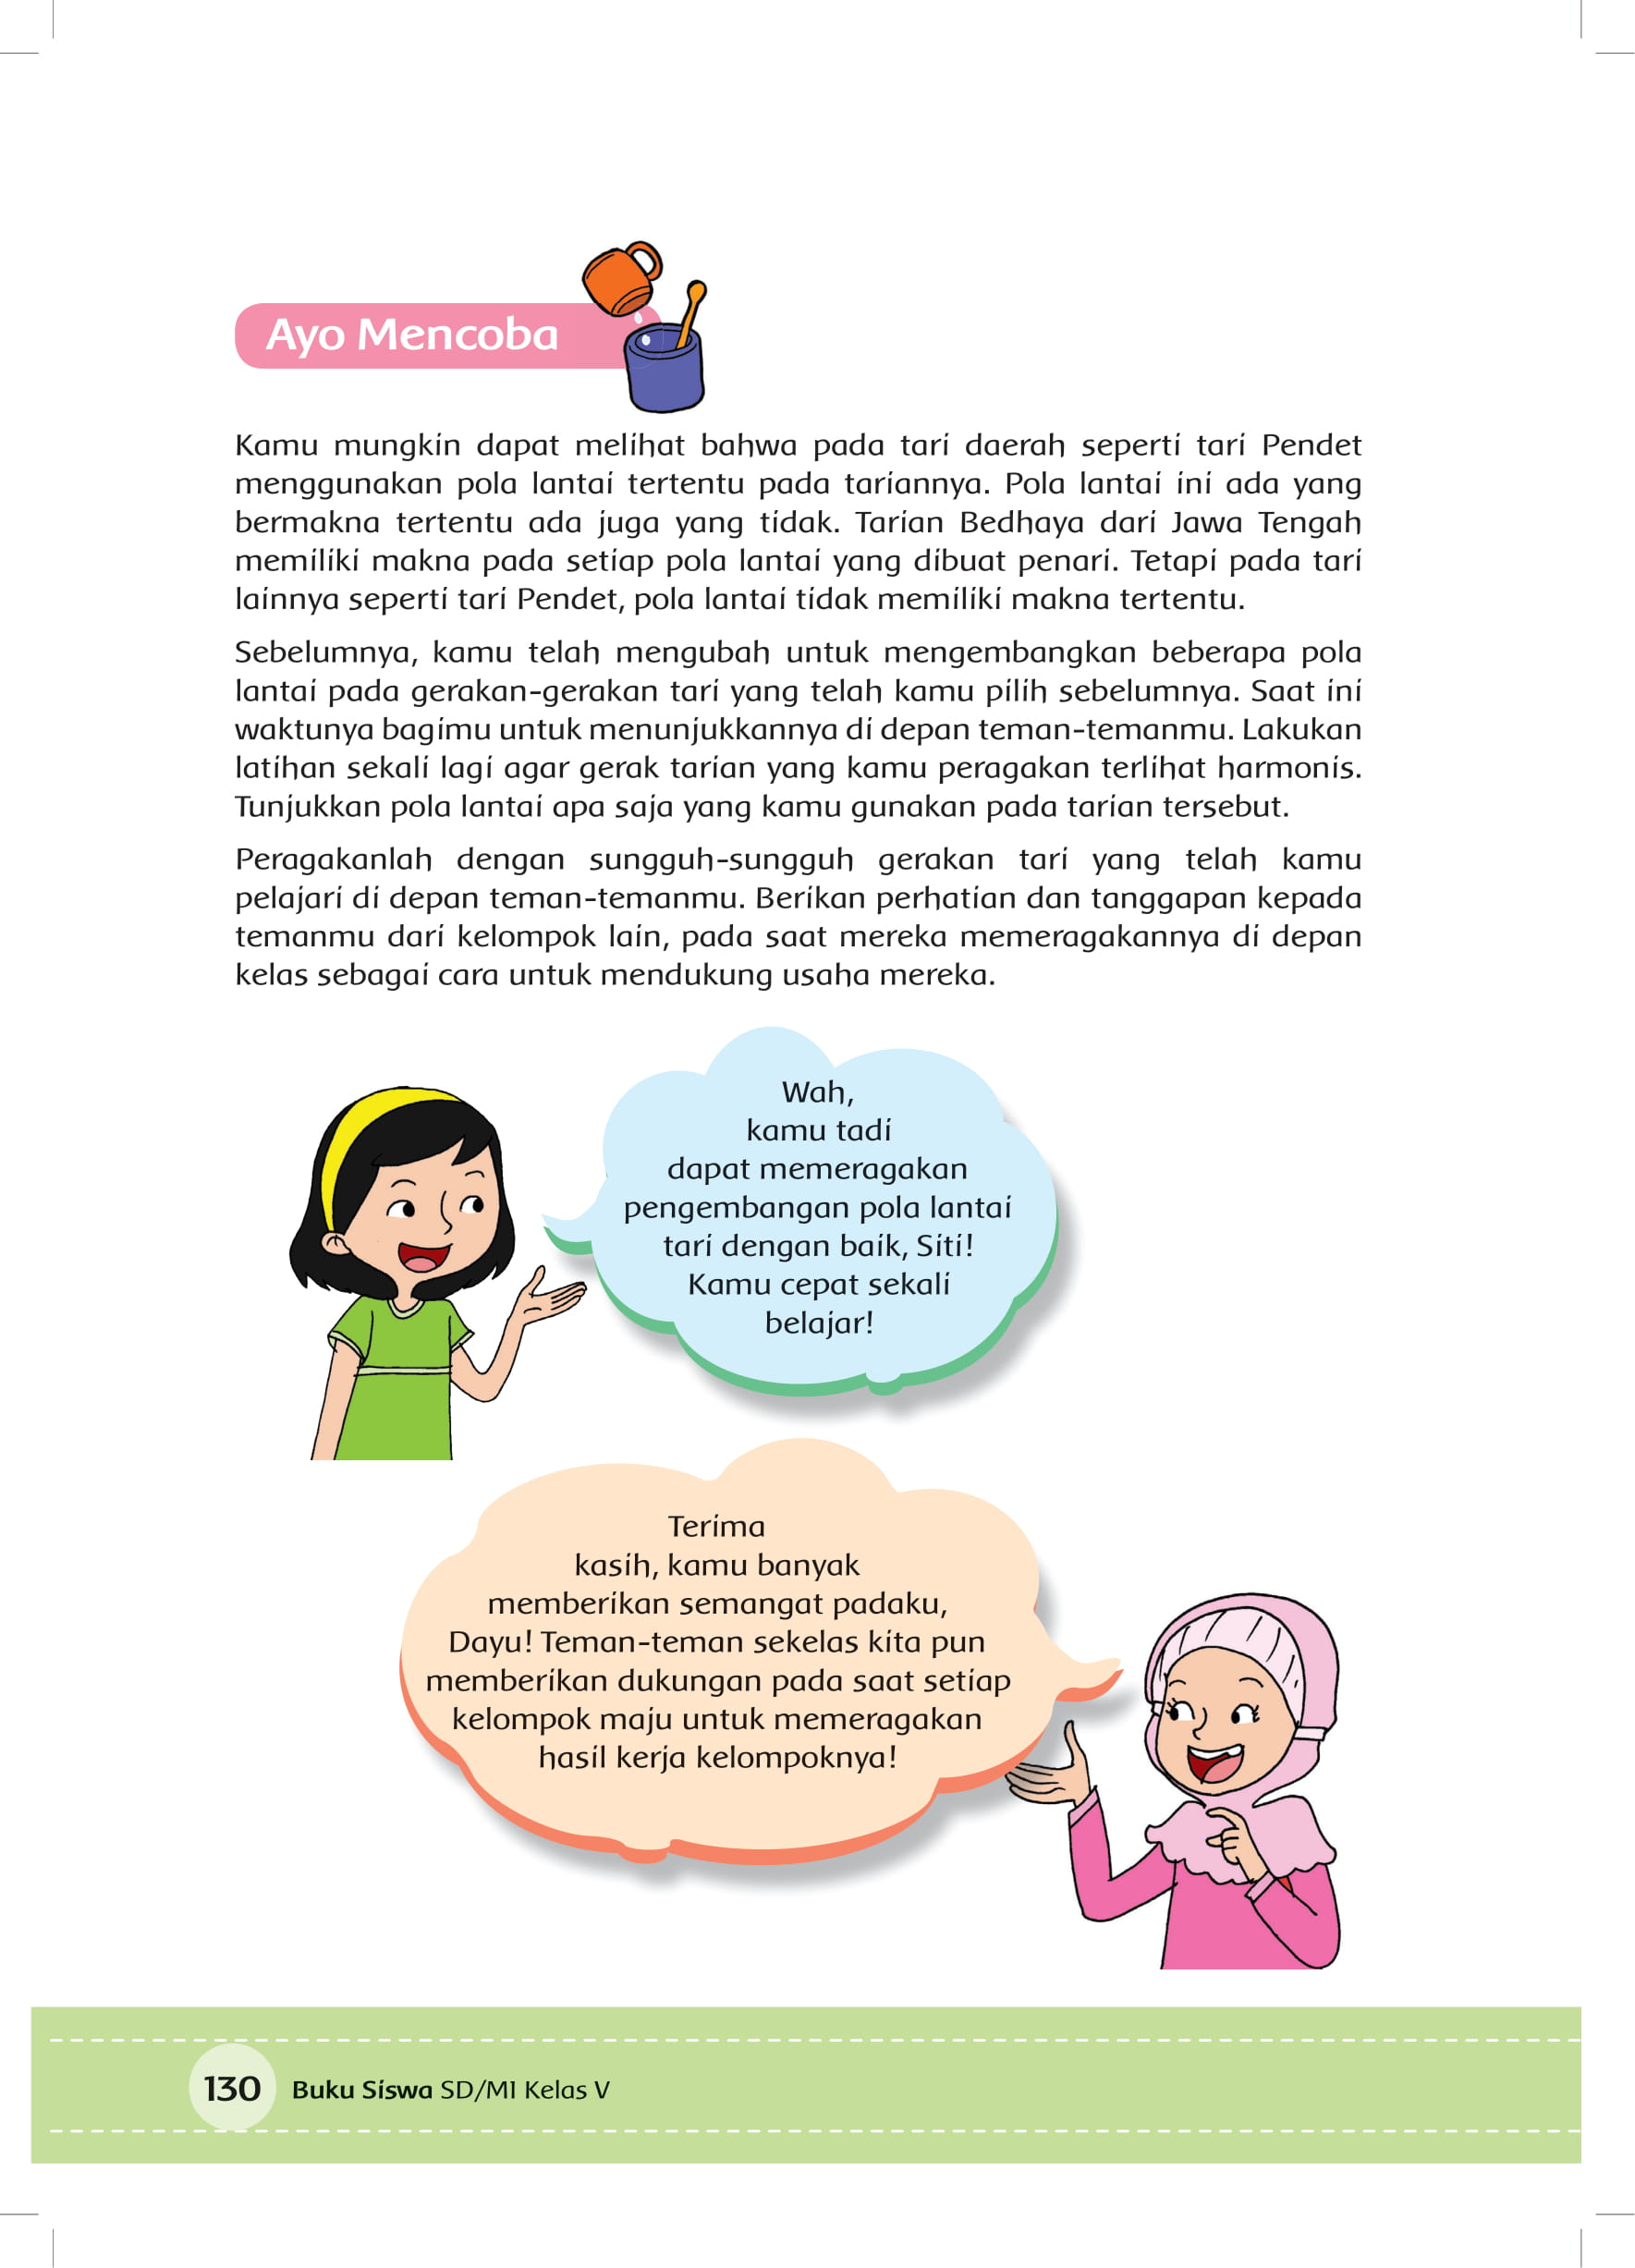 Ayo Mencoba
Kamu mungkin dapat melihat bahwa pada tari daerah seperti tari Pendet
menggunakan pola lantai tertentu pada tariannya. Pola lantai ini ada yang
bermakna tertentu ada juga yang tidak. Tarian Bedhaya dari Jawa Tengah
memiliki makna pada setiap pola lantai yang dibuat penari. Tetapi pada tari
lainnya seperti tari Pendet, pola lantai tidak memiliki makna tertentu.
Sebelumnya, kamu telah mengubah untuk mengembangkan beberapa pola
lantai pada gerakan-gerakan tari yang telah kamu pilih sebelumnya. Saat ini
waktunya bagimu untuk menunjukkannya di depan teman-temanmu. Lakukan
latihan sekali lagi agar gerak tarian yang kamu peragakan terlihat harmonis.
Tunjukkan pola lantai apa saja yang kamu gunakan pada tarian tersebut.
Peragakanlah dengan sungguh-sungguh gerakan tari yang telah kamu
pelajari di depan teman-temanmu. Berikan perhatian dan tanggapan kepada
temanmu dari kelompok lain, pada saat mereka memeragakannya di depan
kelas sebagai cara untuk mendukung usaha mereka.
Wah,
kamu tadi
dapat memeragakan
pengembangan pola lantai
tari dengan baik, Siti!
Kamu cepat sekali
belajar!
Terima
kasih, kamu banyak
memberikan semangat padaku,
Dayu! Teman-teman sekelas kita pun
memberikan dukungan pada saat setiap
kelompok maju untuk memeragakan
hasil kerja kelompoknya!
130 Buku Siswa SD/MI Kelas V